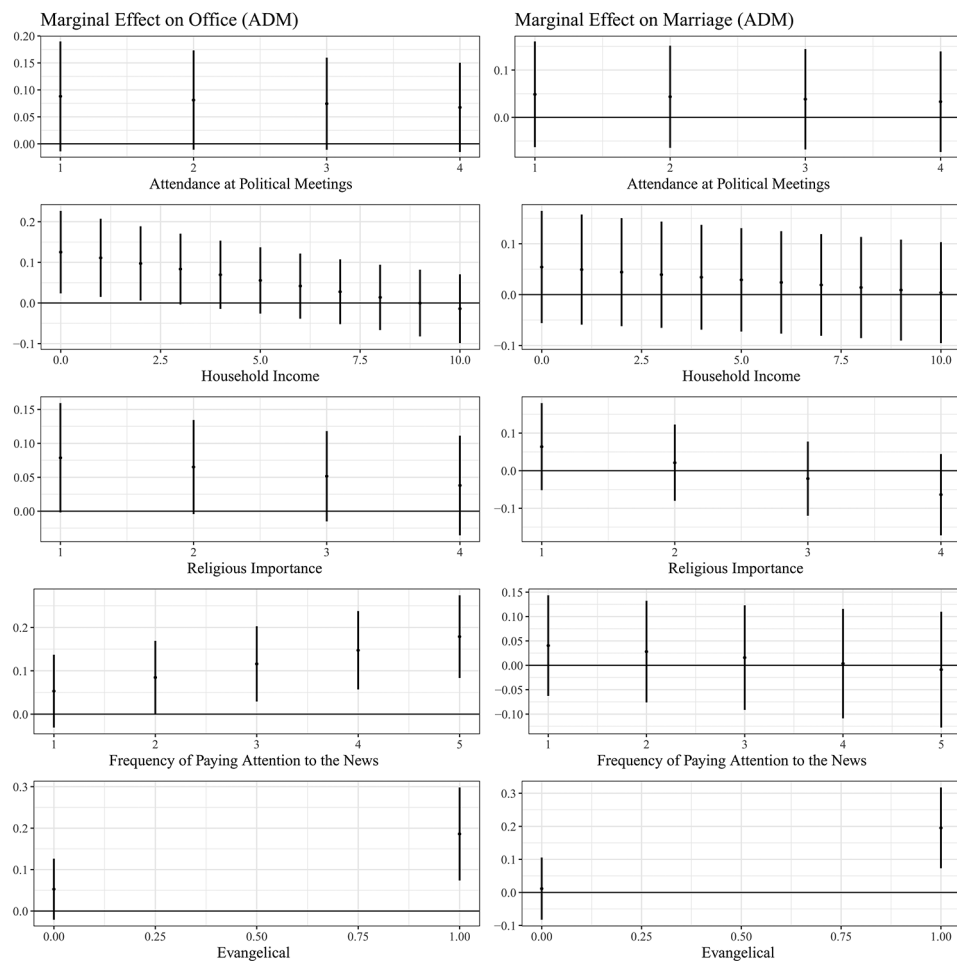 Marginal Effect on Office (ADM)
0.20
0.15
0.10
0.05
0.00
1 2 3 4
Attendance at Political Meetings
Marginal Effect on Marriage (ADM)
0.1
0.0
1 2 3 4
Attendance at Political Meetings
0.2
0.1
0.0
−0.1
0.0 2.5 5.0 7.5 10.0
Household Income
0.1
0.0
−0.1
0.0 2.5 5.0 7.5 10.0
Household Income
0.15
0.10
0.05
0.00
1 2 3 4
Religious Importance
0.1
0.0
−0.1
1 2 3 4
Religious Importance
0.2
0.1
0.0
1 2 3 4 5
Frequency of Paying Attention to the News
0.15
0.10
0.05
0.00
−0.05
−0.10
1 2 3 4 5
Frequency of Paying Attention to the News
0.3
0.2
0.1
0.0
0.00 0.25 0.50 0.75 1.00
Evangelical
0.3
0.2
0.1
0.0
−0.1
0.00 0.25 0.50 0.75 1.00
Evangelical